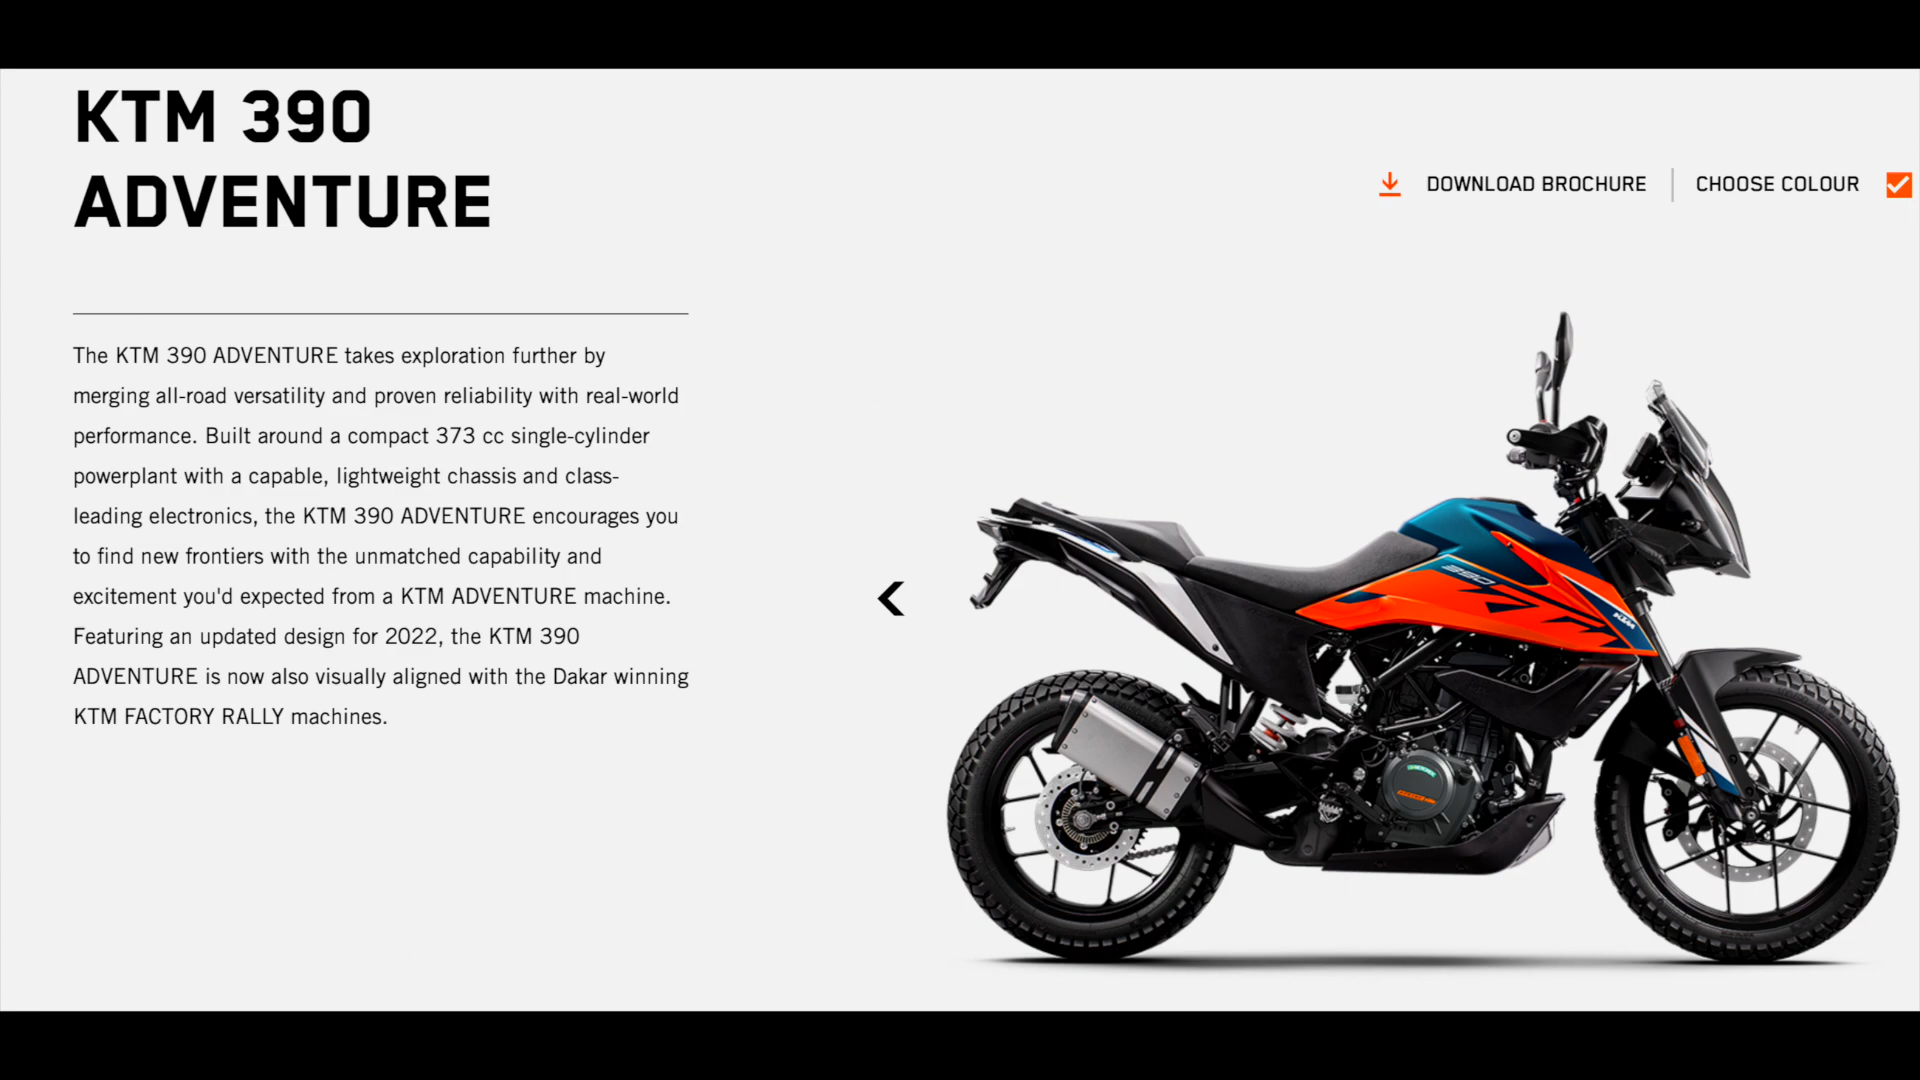 KTM 390
ADVENTURE
DOWNLOAD BROCHURE
CHOOSE COLOUR
The KTM 390 ADVENTURE takes exploration further by
merging all-road versatility and proven reliability with real-world
performance. Built around a compact 373 cc single-cylinder
powerplant with a capable, lightweight chassis and class-
leading electronics, the KTM 390 ADVENTURE encourages you
to find new frontiers with the unmatched capability and
excitement you'd expected from a KTM ADVENTURE machine.
Featuring an updated design for 2022, the KTM 390
ADVENTURE is now also visually aligned with the Dakar winning
KTM FACTORY RALLY machines.
390
KTM